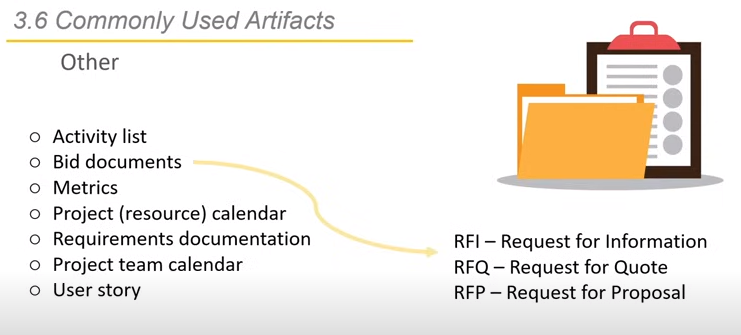 3.6 Commonly Used Artifacts
Other
○ Activity list
○ Bid documents
○ Metrics
○ Project (resource) calendar
○ Requirements documentation
○ Project team calendar
○ User story
RFI – Request for Information
RFQ – Request for Quote
RFP – Request for Proposal